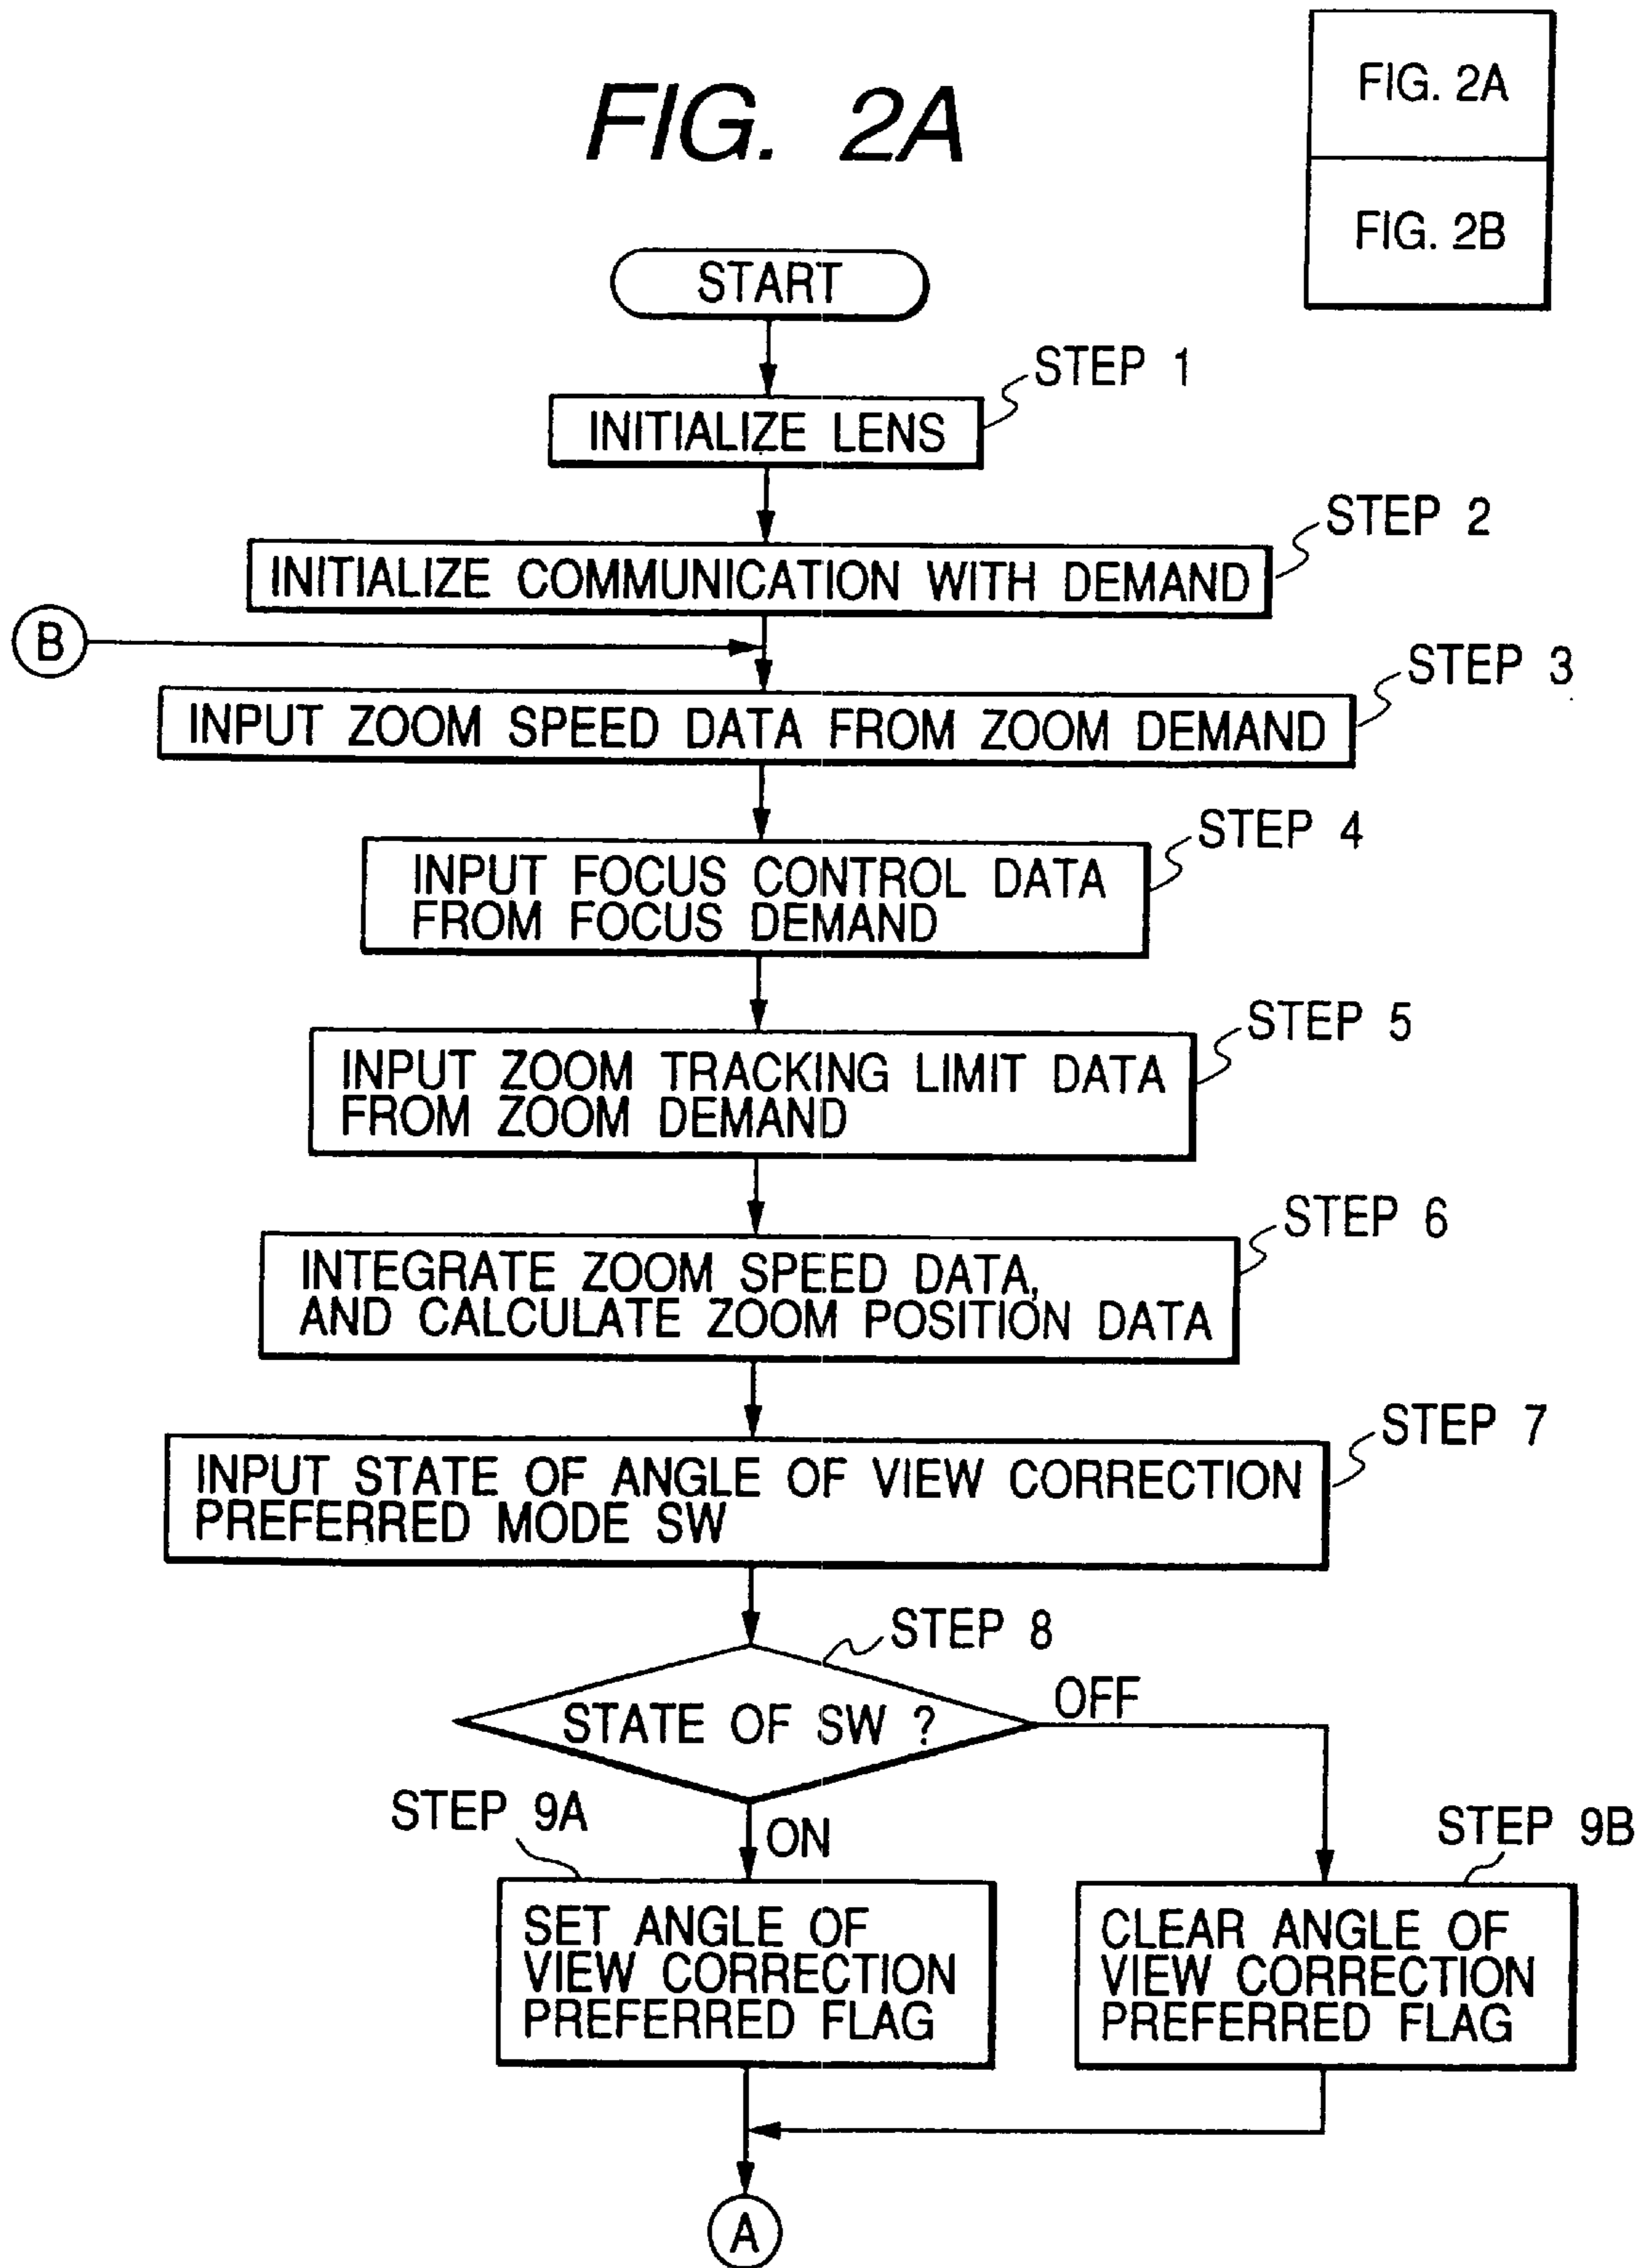 FIG. 2A
FIG. 2A
FIG. 2B
START
STEP 1
INITIALIZE LENS
STEP 2
INITIALIZE COMMUNICATION WITH DEMAND
B
STEP 3
INPUT ZOOM SPEED DATA FROM ZOOM DEMAND
STEP 4
INPUT FOCUS CONTROL DATA
FROM FOCUS DEMAND
STEP 5
INPUT ZOOM TRACKING LIMIT DATA
FROM ZOOM DEMAND
STEP 6
INTEGRATE ZOOM SPEED DATA,
AND CALCULATE ZOOM POSITION DATA
STEP 7
INPUT STATE OF ANGLE OF VIEW CORRECTION
PREFERRED MODE SW
STEP 8
STATE OF SW ?
OFF
ON
STEP 9A
SET ANGLE OF
VIEW CORRECTION
PREFERRED FLAG
STEP 9B
CLEAR ANGLE OF
VIEW CORRECTION
PREFERRED FLAG
A